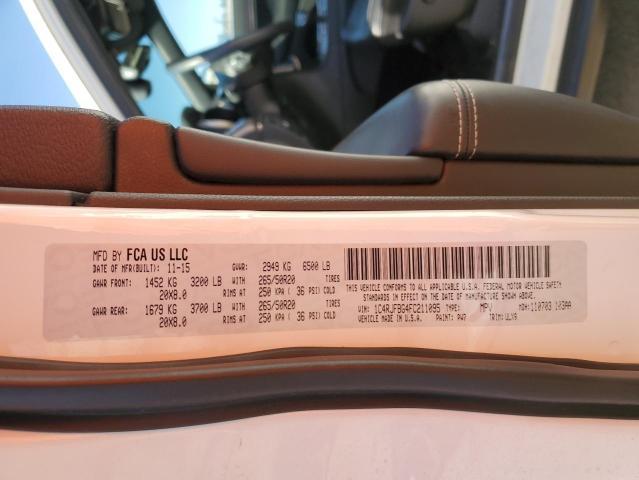 MFD BY FCA US LLC
DATE OF MFR(BUILT): 11-15 GVWR: 2949 KG 6500 LB
GAWR FRONT: 1452 KG 3200 LB WITH 265/50R20 TIRES
20X8.0 RIMS AT 250 KPA ( 36 PSI) COLD
GAWR REAR: 1679 KG 3700 LB WITH 265/50R20 TIRES
20X8.0 RIMS AT 250 KPA ( 36 PSI) COLD
THIS VEHICLE CONFORMS TO ALL APPLICABLE U.S.A. FEDERAL MOTOR VEHICLE SAFETY
STANDARDS IN EFFECT ON THE DATE OF MANUFACTURE SHOWN ABOVE.
VIN: 1C4RJFBG4FC211095 TYPE: MPV MDH:110703 103AA
VEHICLE MADE IN U.S.A. PAINT: PW7 TRIM: